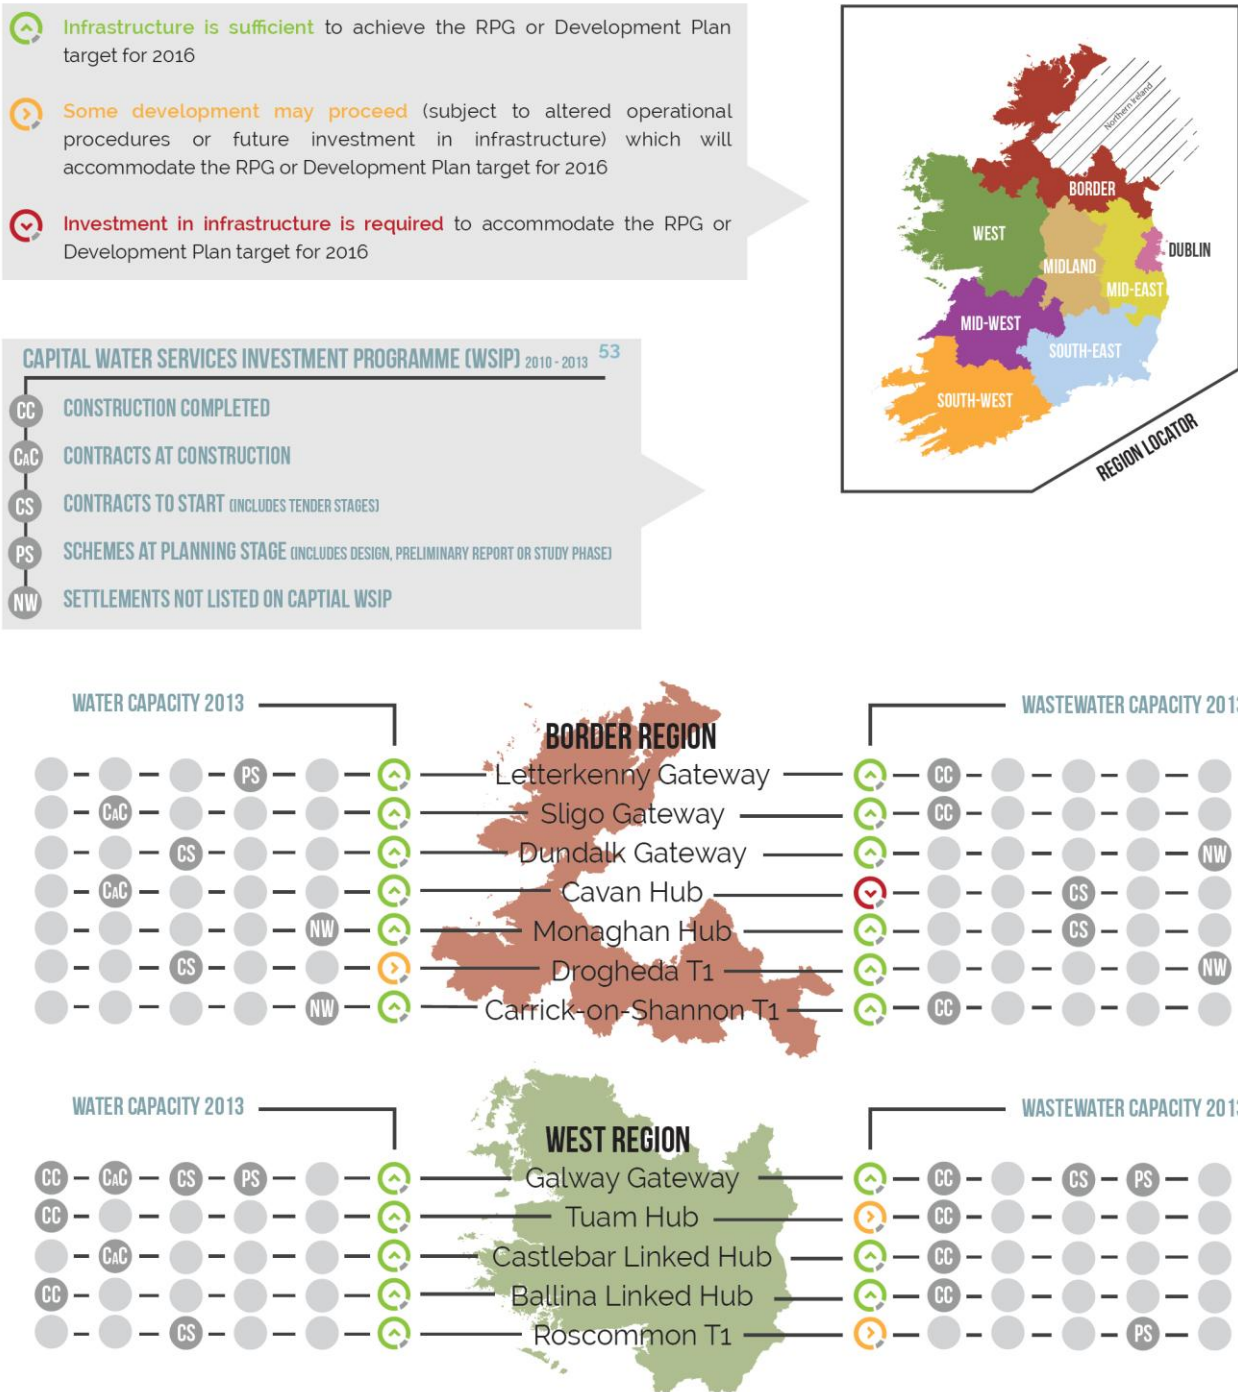 Infrastructure is sufficient to achieve the RPG or Development Plan
target for 2016
Some development may proceed (subject to altered operational
procedures or future investment in infrastructure) which will
accommodate the RPG or Development Plan target for 2016
Investment in infrastructure is required to accommodate the RPG or
Development Plan target for 2016
Northern Ireland
BORDER
WEST
DUBLIN
MIDLAND
MID-EAST
MID-WEST
SOUTH-EAST
SOUTH-WEST
REGION LOCATOR
CAPITAL WATER SERVICES INVESTMENT PROGRAMME (WSIP) 2010 - 2013 53
CC CONSTRUCTION COMPLETED
CAC CONTRACTS AT CONSTRUCTION
CS CONTRACTS TO START (INCLUDES TENDER STAGES)
PS SCHEMES AT PLANNING STAGE (INCLUDES DESIGN, PRELIMINARY REPORT OR STUDY PHASE)
NW SETTLEMENTS NOT LISTED ON CAPTIAL WSIP
WATER CAPACITY 2013
WASTEWATER CAPACITY 2013
BORDER REGION
PS Letterkenny Gateway CC
CAC Sligo Gateway CC
CS Dundalk Gateway NW
CAC Cavan Hub CS
NW Monaghan Hub CS
CS Drogheda T1 NW
NW Carrick-on-Shannon T1 CC
WATER CAPACITY 2013
WASTEWATER CAPACITY 2013
WEST REGION
CC CAC CS PS Galway Gateway CC CS PS
CC Tuam Hub CC
CAC Castlebar Linked Hub CC
CC Ballina Linked Hub CC
CS Roscommon T1 PS